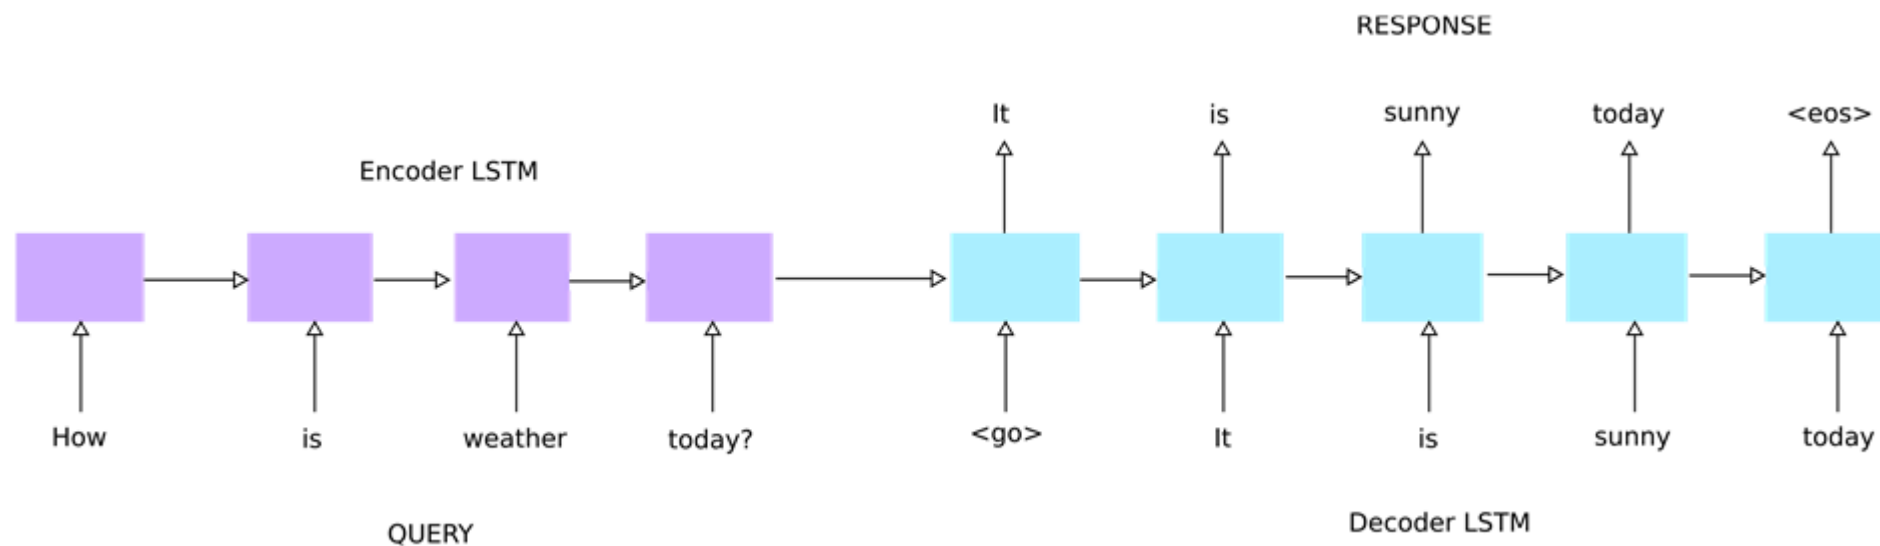 RESPONSE
It is sunny today <eos>
Encoder LSTM
How is weather today? <go> It is sunny today
QUERY
Decoder LSTM